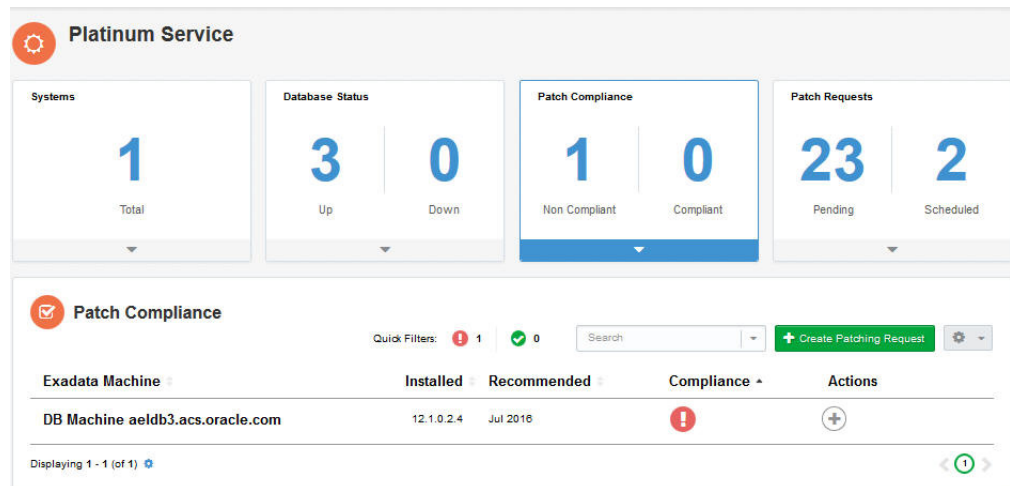 Platinum Service
Systems
1
Total
Database Status
3
0
Up
Down
Patch Compliance
1
0
Non Compliant
Compliant
Patch Requests
23
2
Pending
Scheduled
Patch Compliance
Quick Filters: 1 0
Search
Create Patching Request
Exadata Machine Installed Recommended Compliance Actions
DB Machine aeldb3.acs.oracle.com 12.1.0.2.4 Jul 2016
Displaying 1 - 1 (of 1)
1